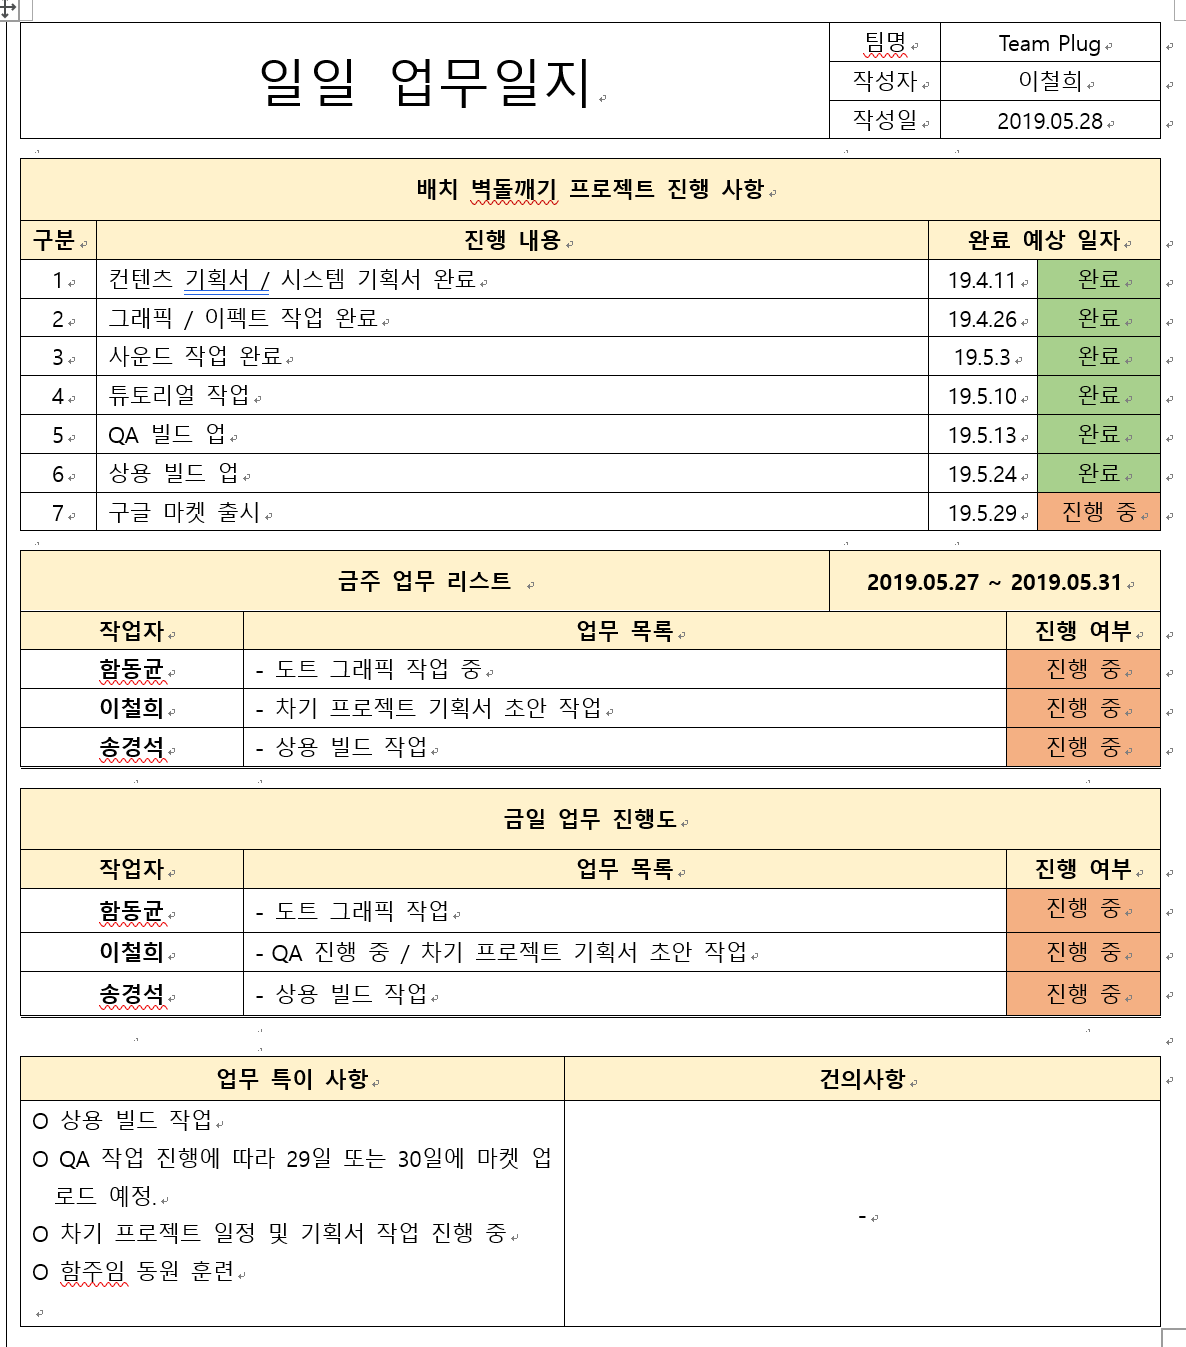 일일 업무일지
팀명 Team Plug
작성자 이철희
작성일 2019.05.28
배치 벽돌깨기 프로젝트 진행 사항
구분 진행 내용 완료 예상 일자
1 컨텐츠 기획서 / 시스템 기획서 완료 19.4.11 완료
2 그래픽 / 이펙트 작업 완료 19.4.26 완료
3 사운드 작업 완료 19.5.3 완료
4 튜토리얼 작업 19.5.10 완료
5 QA 빌드 업 19.5.13 완료
6 상용 빌드 업 19.5.24 완료
7 구글 마켓 출시 19.5.29 진행 중
금주 업무 리스트 2019.05.27 ~ 2019.05.31
작업자 업무 목록 진행 여부
함동균 - 도트 그래픽 작업 중 진행 중
이철희 - 차기 프로젝트 기획서 초안 작업 진행 중
송경석 - 상용 빌드 작업 진행 중
금일 업무 진행도
작업자 업무 목록 진행 여부
함동균 - 도트 그래픽 작업 진행 중
이철희 - QA 진행 중 / 차기 프로젝트 기획서 초안 작업 진행 중
송경석 - 상용 빌드 작업 진행 중
업무 특이 사항 건의사항
O 상용 빌드 작업
O QA 작업 진행에 따라 29일 또는 30일에 마켓 업
로드 예정.
-
O 차기 프로젝트 일정 및 기획서 작업 진행 중
O 함주임 동원 훈련